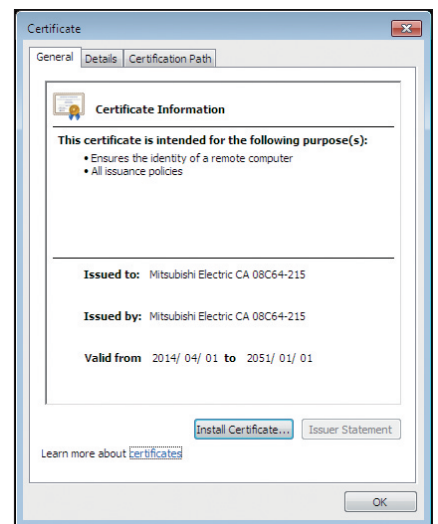 Certificate
General Details Certification Path
Certificate Information
This certificate is intended for the following purpose(s):
• Ensures the identity of a remote computer
• All issuance policies
Issued to: Mitsubishi Electric CA 08C64-215
Issued by: Mitsubishi Electric CA 08C64-215
Valid from 2014/ 04/ 01 to 2051/ 01/ 01
Install Certificate... Issuer Statement
Learn more about certificates
OK